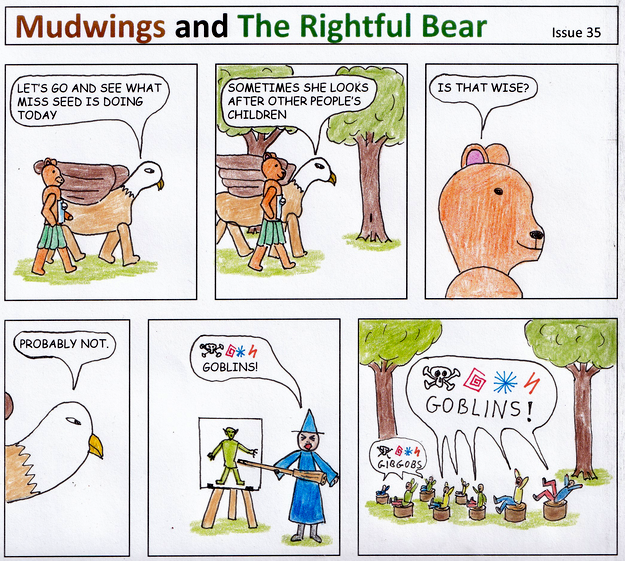 Mudwings and The Rightful Bear
Issue 35
LET'S GO AND SEE WHAT
MISS SEED IS DOING
TODAY
SOMETIMES SHE LOOKS
AFTER OTHER PEOPLE'S
CHILDREN
IS THAT WISE?
PROBABLY NOT.
GOBLINS!
GOBLINS!
GIBGOBS